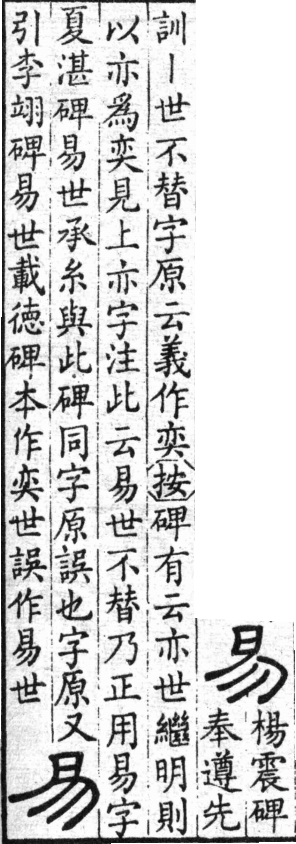 易
楊震碑
奉遵先
訓丨世不替字原云義作奕按碑有云亦世繼明則
以亦爲奕見上亦字注此云易世不替乃正用易字
夏湛碑易世承糸與此碑同字原誤也字原又
引李翊碑易世載徳碑本作奕世誤作易世
易